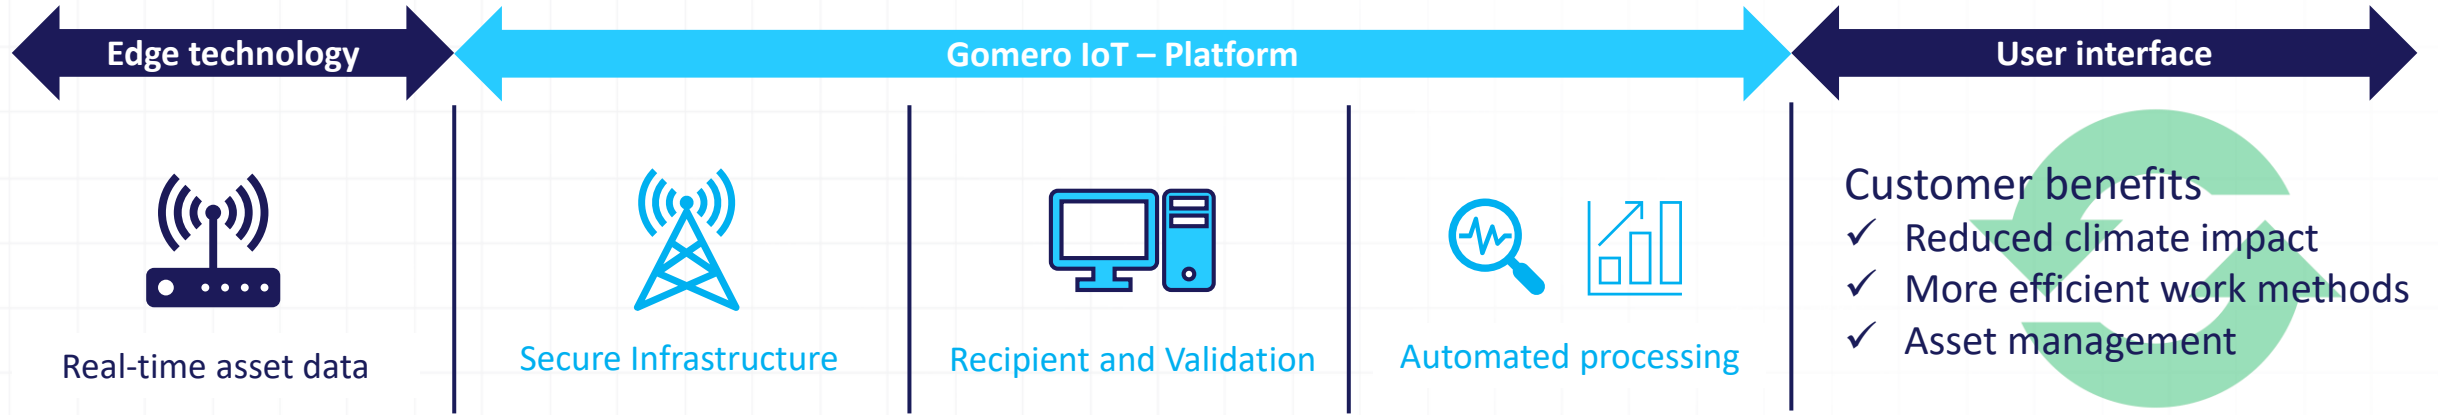 Edge technology
Gomero IoT – Platform
User interface
Real-time asset data
Secure Infrastructure
Recipient and Validation
Automated processing
Customer benefits
✓ Reduced climate impact
✓ More efficient work methods
✓ Asset management